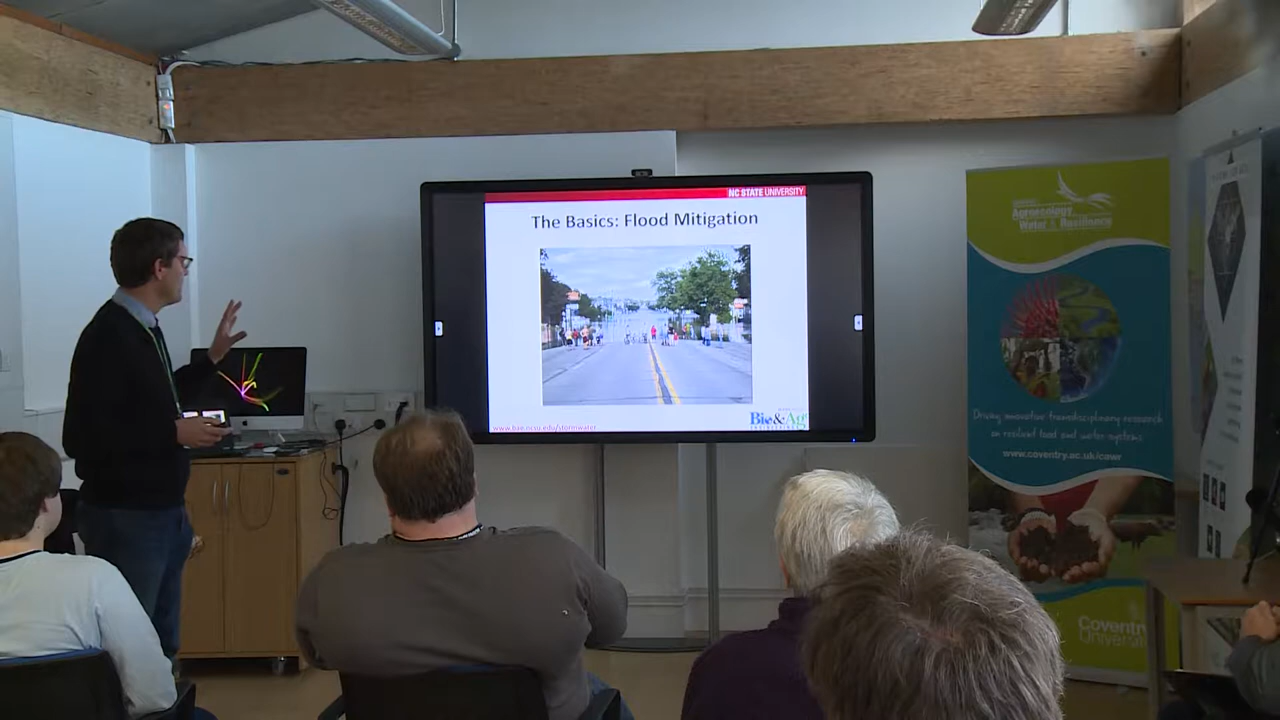 NC STATE UNIVERSITY
The Basics: Flood Mitigation
www.bae.ncsu.edu/stormwater
Bio&Ag
Agroecology
Water & Resilience
Driving innovative transdisciplinary research
on resilient food and water systems
www.coventry.ac.uk/cawr
Coventry
University